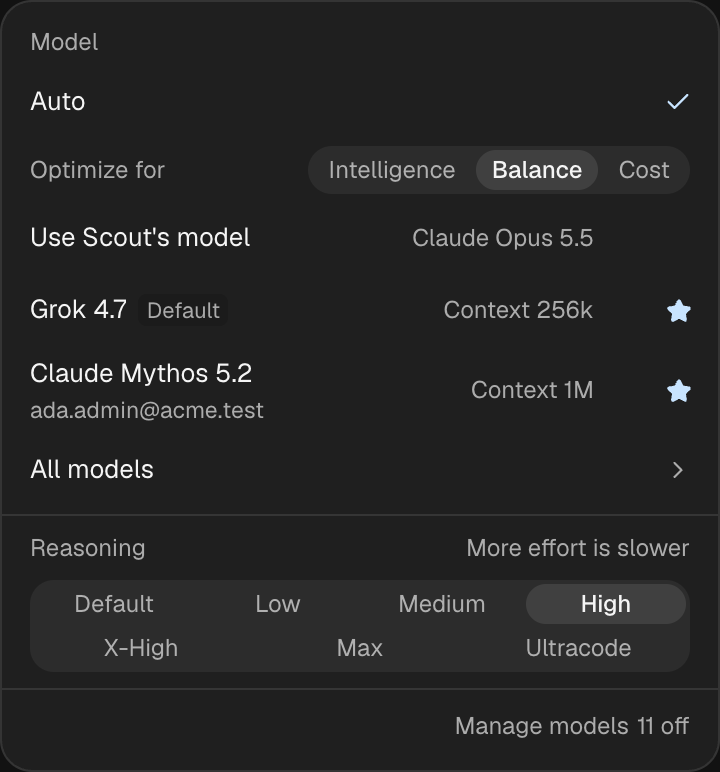 Model
Auto
Optimize for Intelligence Balance Cost
Use Scout's model Claude Opus 5.5
Grok 4.7 Default Context 256k
Claude Mythos 5.2 Context 1M
ada.admin@acme.test
All models
Reasoning More effort is slower
Default Low Medium High
X-High Max Ultracode
Manage models 11 off